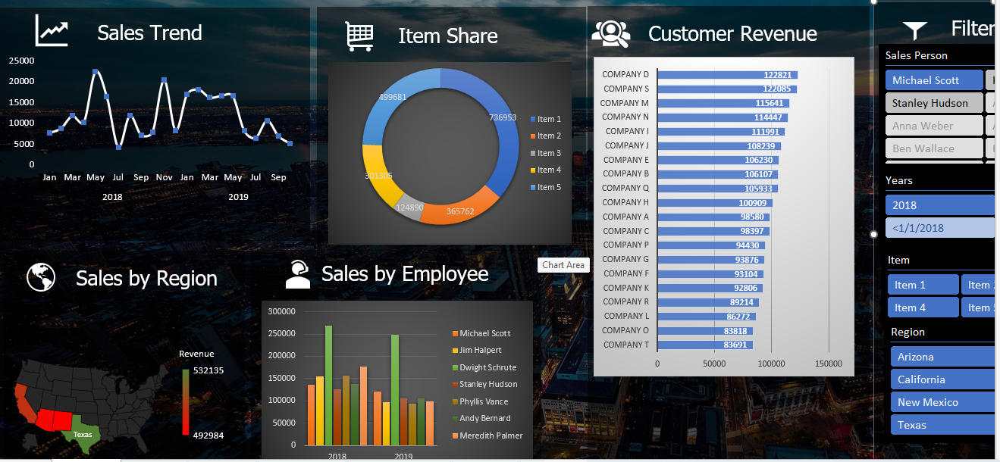 Sales Trend
25000
20000
15000
10000
5000
0
Jan Mar May Jul Sep Nov Jan Mar May Jul Sep
2018 2019
Item Share
499681
736953
301305
124890
365762
Item 1
Item 2
Item 3
Item 4
Item 5
Customer Revenue
COMPANY D 122821
COMPANY S 122085
COMPANY M 115641
COMPANY N 114447
COMPANY I 111991
COMPANY J 108239
COMPANY E 106230
COMPANY B 106107
COMPANY Q 105933
COMPANY H 100909
COMPANY A 98580
COMPANY C 98397
COMPANY P 94430
COMPANY G 93876
COMPANY F 93104
COMPANY K 92806
COMPANY R 89214
COMPANY L 86272
COMPANY O 83818
COMPANY T 83691
0 50000 100000 150000
Filter
Sales Person
Michael Scott
Stanley Hudson
Anna Weber
Ben Wallace
Years
2018
<1/1/2018
Item
Item 1 Item
Item 4 Item
Region
Arizona
California
New Mexico
Texas
Sales by Region
Revenue
532135
492984
Texas
Sales by Employee
Chart Area
300000
250000
200000
150000
100000
50000
0
2018 2019
Michael Scott
Jim Halpert
Dwight Schrute
Stanley Hudson
Phyllis Vance
Andy Bernard
Meredith Palmer